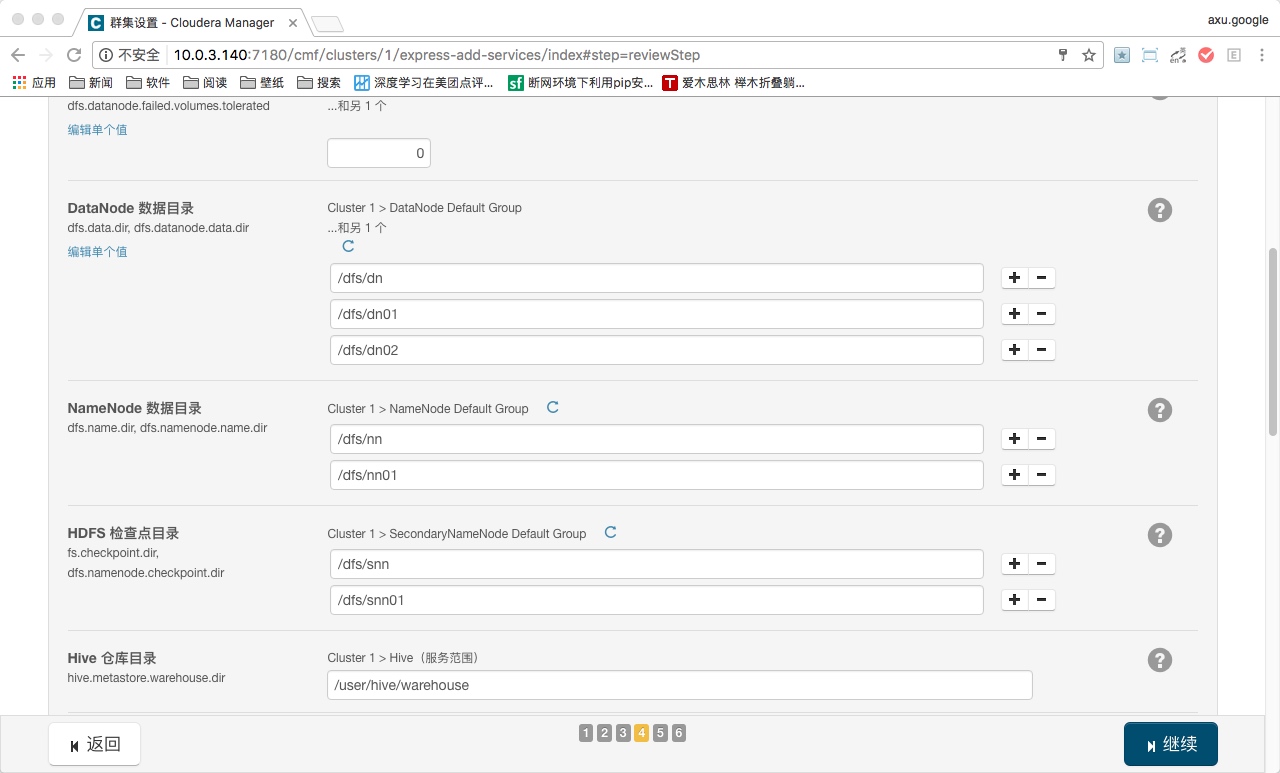 群集设置 - Cloudera Manager
axu.google
不安全 10.0.3.140:7180/cmf/clusters/1/express-add-services/index#step=reviewStep
应用 新闻 软件 阅读 壁纸 搜索 深度学习在美团点评... sf 断网环境下利用pip安... T 爱木思林 榉木折叠躺...
dfs.datanode.failed.volumes.tolerated
...和另 1 个
编辑单个值
0
DataNode 数据目录
Cluster 1 > DataNode Default Group
dfs.data.dir, dfs.datanode.data.dir
...和另 1 个
编辑单个值
/dfs/dn
/dfs/dn01
/dfs/dn02
NameNode 数据目录
Cluster 1 > NameNode Default Group
dfs.name.dir, dfs.namenode.name.dir
/dfs/nn
/dfs/nn01
HDFS 检查点目录
Cluster 1 > SecondaryNameNode Default Group
fs.checkpoint.dir,
dfs.namenode.checkpoint.dir
/dfs/snn
/dfs/snn01
Hive 仓库目录
Cluster 1 > Hive（服务范围）
hive.metastore.warehouse.dir
/user/hive/warehouse
返回
1 2 3 4 5 6
继续